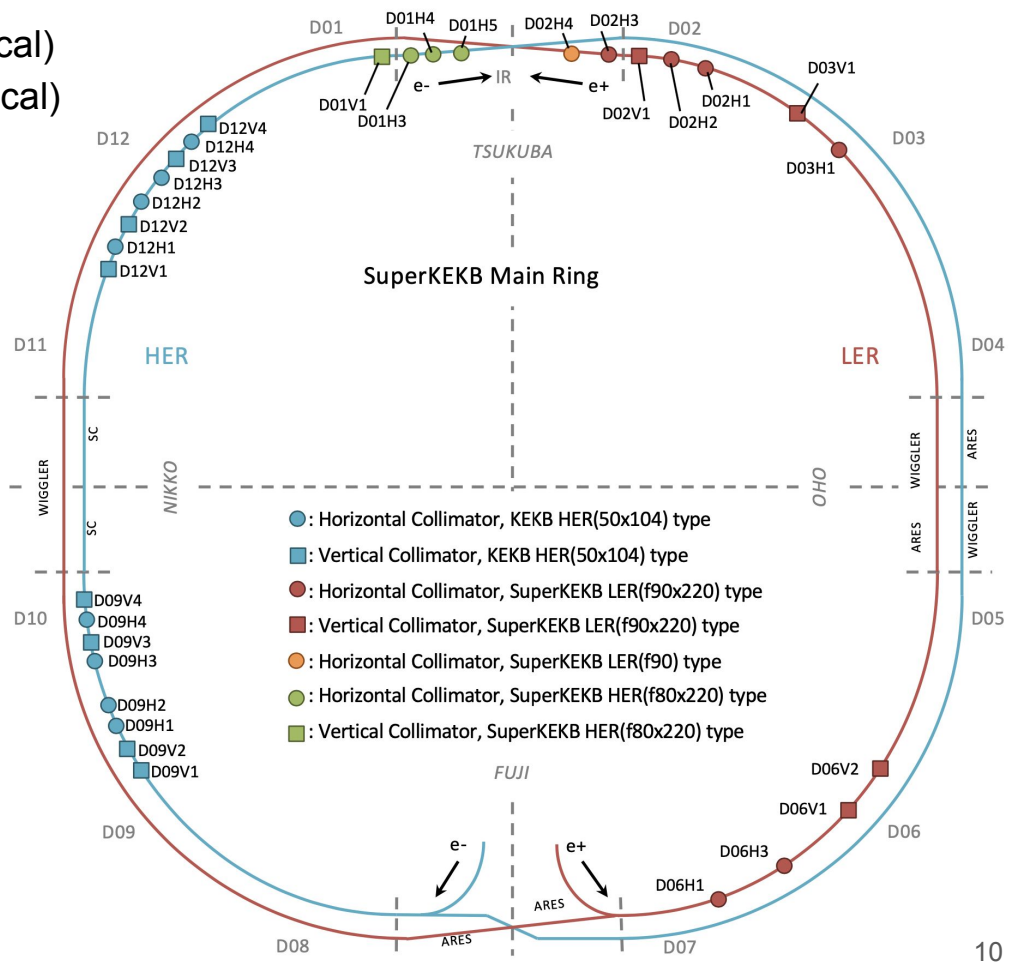 cal)
cal)
D01
D01H4
D01H5
D02H4
D02H3
D02
e-
IR
e+
D01V1
D01H3
D02V1
D02H2
D02H1
D03V1
D03H1
D03
TSUKUBA
D12
D12V4
D12H4
D12V3
D12H3
D12H2
D12V2
D12H1
D12V1
SuperKEKB Main Ring
D11
HER
LER
D04
SC
WIGGLER
SC
NIKKO
OHO
WIGGLER
ARES
ARES
WIGGLER
: Horizontal Collimator, KEKB HER(50x104) type
: Vertical Collimator, KEKB HER(50x104) type
: Horizontal Collimator, SuperKEKB LER(f90x220) type
: Vertical Collimator, SuperKEKB LER(f90x220) type
: Horizontal Collimator, SuperKEKB LER(f90) type
: Horizontal Collimator, SuperKEKB HER(f80x220) type
: Vertical Collimator, SuperKEKB HER(f80x220) type
D10
D09V4
D09H4
D09V3
D09H3
D09H2
D09H1
D09V2
D09V1
D05
FUJI
D06V2
D06V1
D06H3
D06H1
D09
D06
e-
e+
ARES
ARES
D08
D07
10